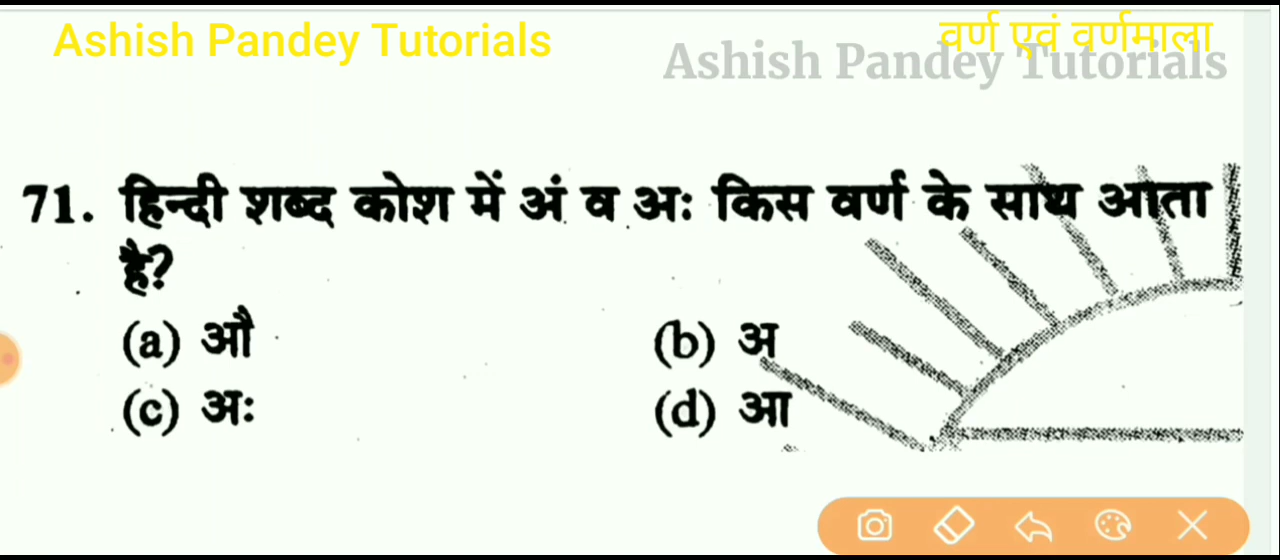 Ashish Pandey Tutorials
वर्ण एवं वर्णमाला
Ashish Pandey Tutorials
71. हिन्दी शब्द कोश में अं व अः किस वर्ण के साथ आता
है?
(a) औ (b) अ
(c) अः (d) आ